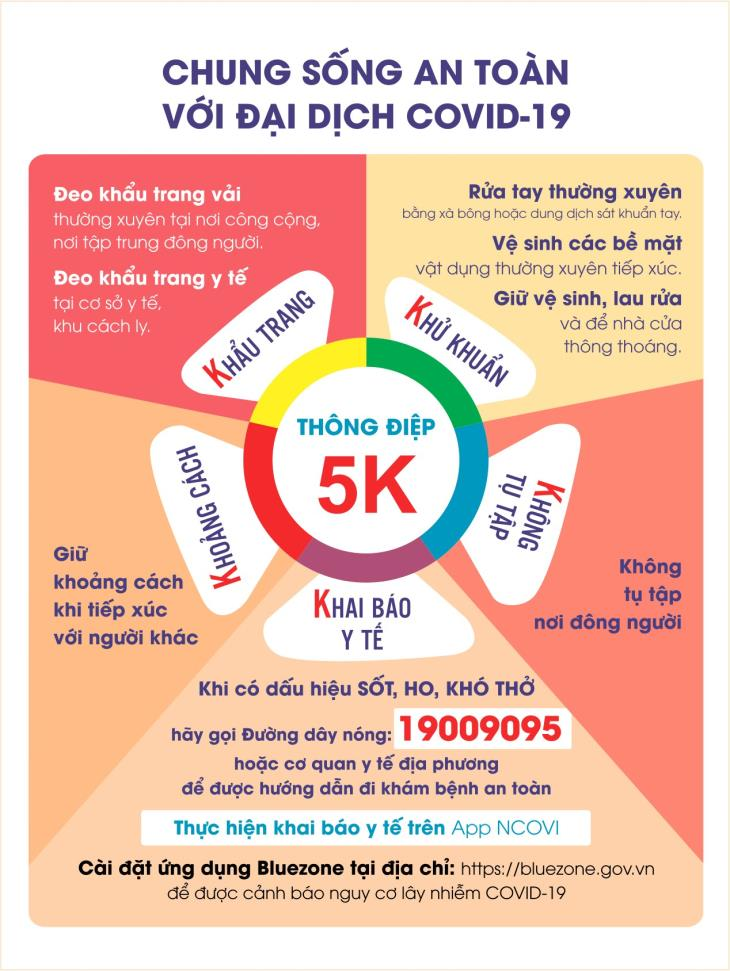 CHUNG SỐNG AN TOÀN
VỚI ĐẠI DỊCH COVID-19
Đeo khẩu trang vải
thường xuyên tại nơi công cộng,
nơi tập trung đông người.
Đeo khẩu trang y tế
tại cơ sở y tế,
khu cách ly.
Rửa tay thường xuyên
bằng xà bông hoặc dung dịch sát khuẩn tay.
Vệ sinh các bề mặt
vật dụng thường xuyên tiếp xúc.
Giữ vệ sinh, lau rửa
và để nhà cửa
thông thoáng.
KHẨU TRANG
KHỬ KHUẨN
THÔNG ĐIỆP
5K
KHOẢNG CÁCH
KHÔNG
TỤ TẬP
Giữ
khoảng cách
khi tiếp xúc
với người khác
Không
tụ tập
nơi đông người
KHAI BÁO
Y TẾ
Khi có dấu hiệu SỐT, HO, KHÓ THỞ
hãy gọi Đường dây nóng: 19009095
hoặc cơ quan y tế địa phương
để được hướng dẫn đi khám bệnh an toàn
Thực hiện khai báo y tế trên App NCOVI
Cài đặt ứng dụng Bluezone tại địa chỉ: https://bluezone.gov.vn
để được cảnh báo nguy cơ lây nhiễm COVID-19